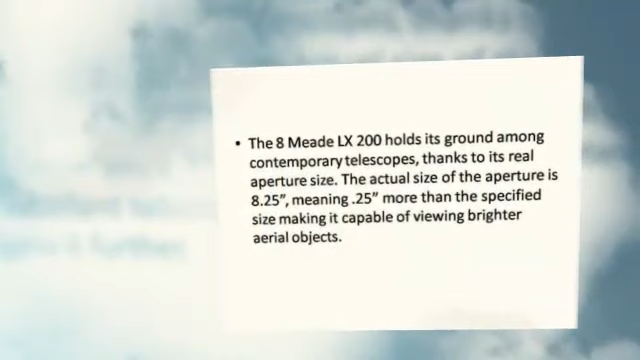 • The 8 Meade LX 200 holds its ground among
contemporary telescopes, thanks to its real
aperture size. The actual size of the aperture is
8.25”, meaning .25” more than the specified
size making it capable of viewing brighter
aerial objects.